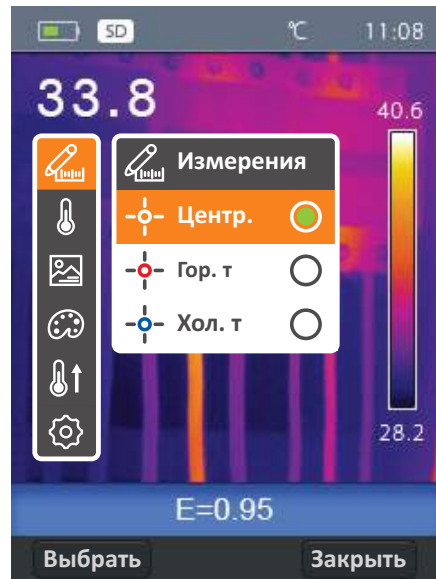 SD ℃ 11:08
33.8
40.6
Измерения
Центр.
Гор. т
Хол. т
28.2
E=0.95
Выбрать Закрыть